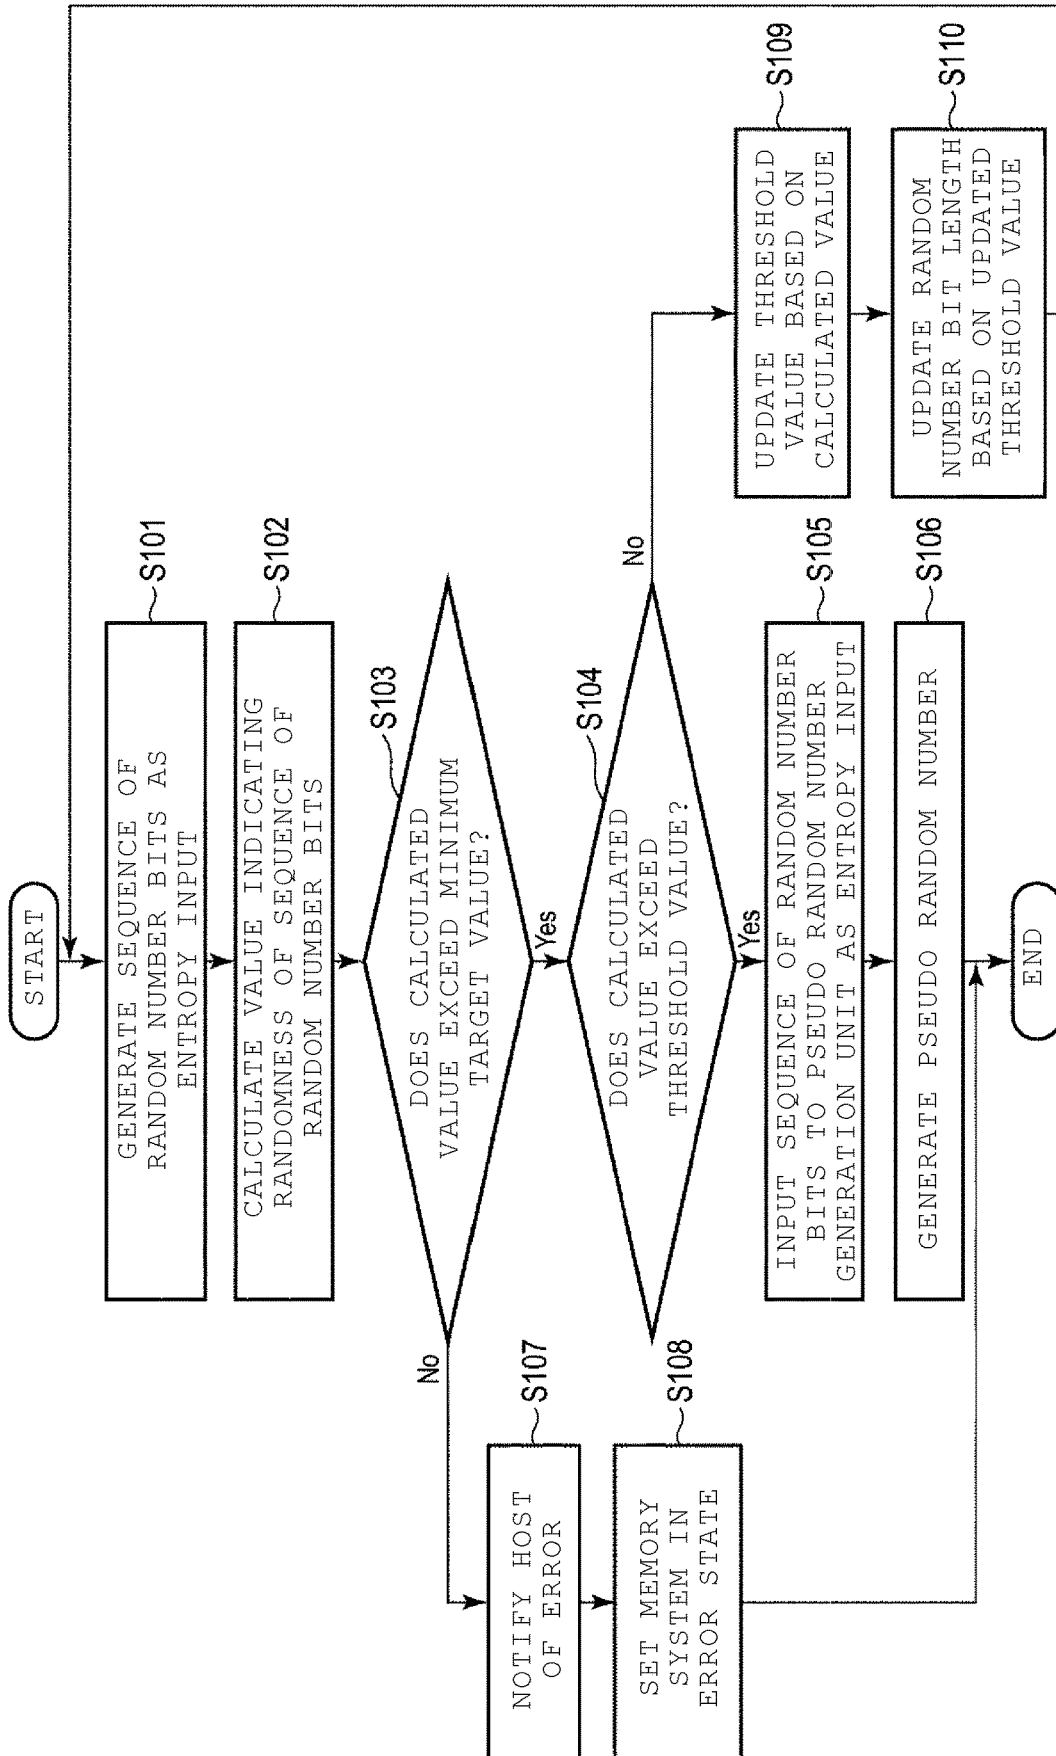 START
GENERATE SEQUENCE OF
RANDOM NUMBER BITS AS
ENTROPY INPUT
S101
CALCULATE VALUE INDICATING
RANDOMNESS OF SEQUENCE OF
RANDOM NUMBER BITS
S102
DOES CALCULATED
VALUE EXCEED MINIMUM
TARGET VALUE?
S103
No
Yes
DOES CALCULATED
VALUE EXCEED
THRESHOLD VALUE?
S104
No
Yes
INPUT SEQUENCE OF RANDOM NUMBER
BITS TO PSEUDO RANDOM NUMBER
GENERATION UNIT AS ENTROPY INPUT
S105
GENERATE PSEUDO RANDOM NUMBER
S106
NOTIFY HOST
OF ERROR
S107
SET MEMORY
SYSTEM IN
ERROR STATE
S108
UPDATE THRESHOLD
VALUE BASED ON
CALCULATED VALUE
S109
UPDATE RANDOM
NUMBER BIT LENGTH
BASED ON UPDATED
THRESHOLD VALUE
S110
END